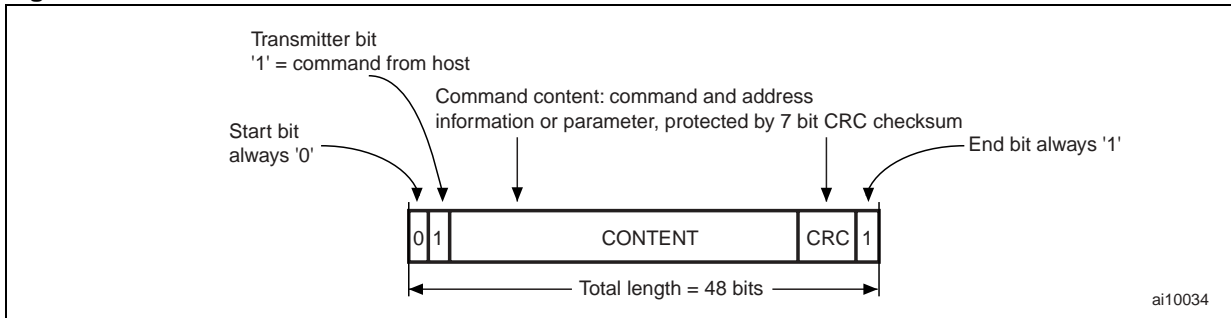 Transmitter bit
'1' = command from host
Command content: command and address
information or parameter, protected by 7 bit CRC checksum
Start bit
always '0'
End bit always '1'
0 1 CONTENT CRC 1
Total length = 48 bits
ai10034